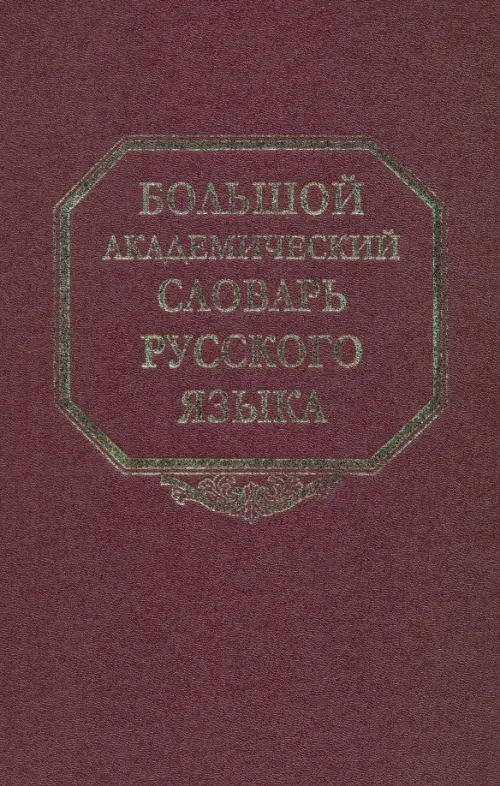 БОЛЬШОЙ
АКАДЕМИЧЕСКИЙ
СЛОВАРЬ
РУССКОГО
ЯЗЫКА